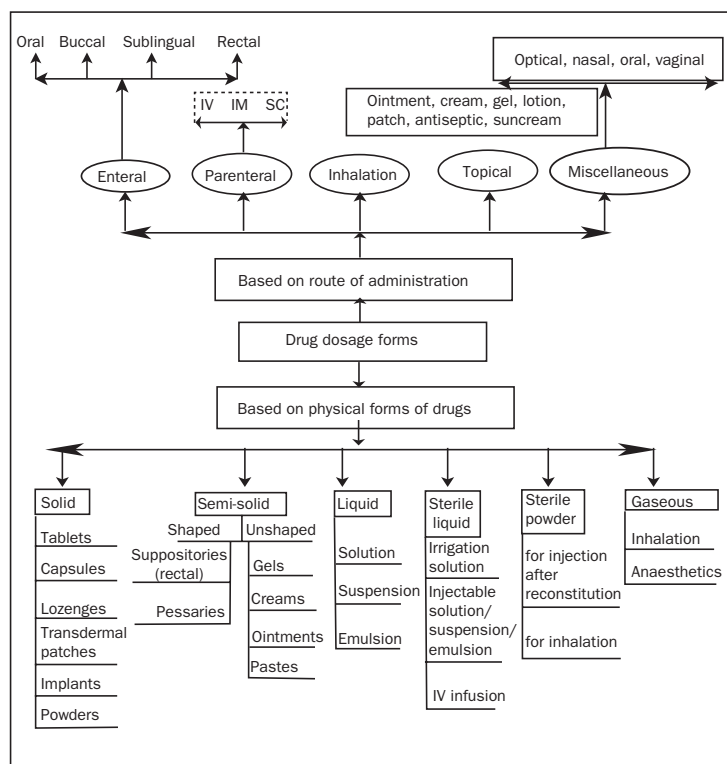 Oral Buccal Sublingual Rectal
Optical, nasal, oral, vaginal
IV IM SC
Ointment, cream, gel, lotion,
patch, antiseptic, suncream
Enteral Parenteral Inhalation Topical Miscellaneous
Based on route of administration
Drug dosage forms
Based on physical forms of drugs
Solid
Tablets
Capsules
Lozenges
Transdermal
patches
Implants
Powders
Semi-solid
Shaped Unshaped
Suppositories
(rectal)
Pessaries
Gels
Creams
Ointments
Pastes
Liquid
Solution
Suspension
Emulsion
Sterile
liquid
Irrigation
solution
Injectable
solution/
suspension/
emulsion
IV infusion
Sterile
powder
for injection
after
reconstitution
for inhalation
Gaseous
Inhalation
Anaesthetics